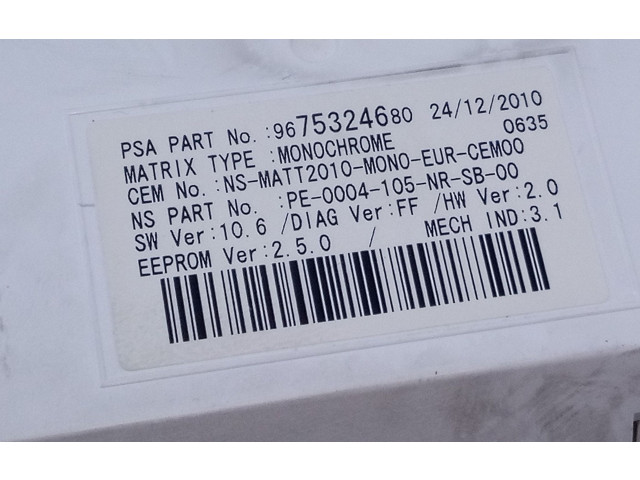 PSA PART No.:9675324680 24/12/2010
MATRIX TYPE :MONOCHROME 0635
CEM No.:NS-MATT2010-MONO-EUR-CEM00
NS PART No. :PE-0004-105-NR-SB-00
SW Ver:10.6 /DIAG Ver:FF /HW Ver:2.0
EEPROM Ver:2.5.0 / MECH IND:3.1